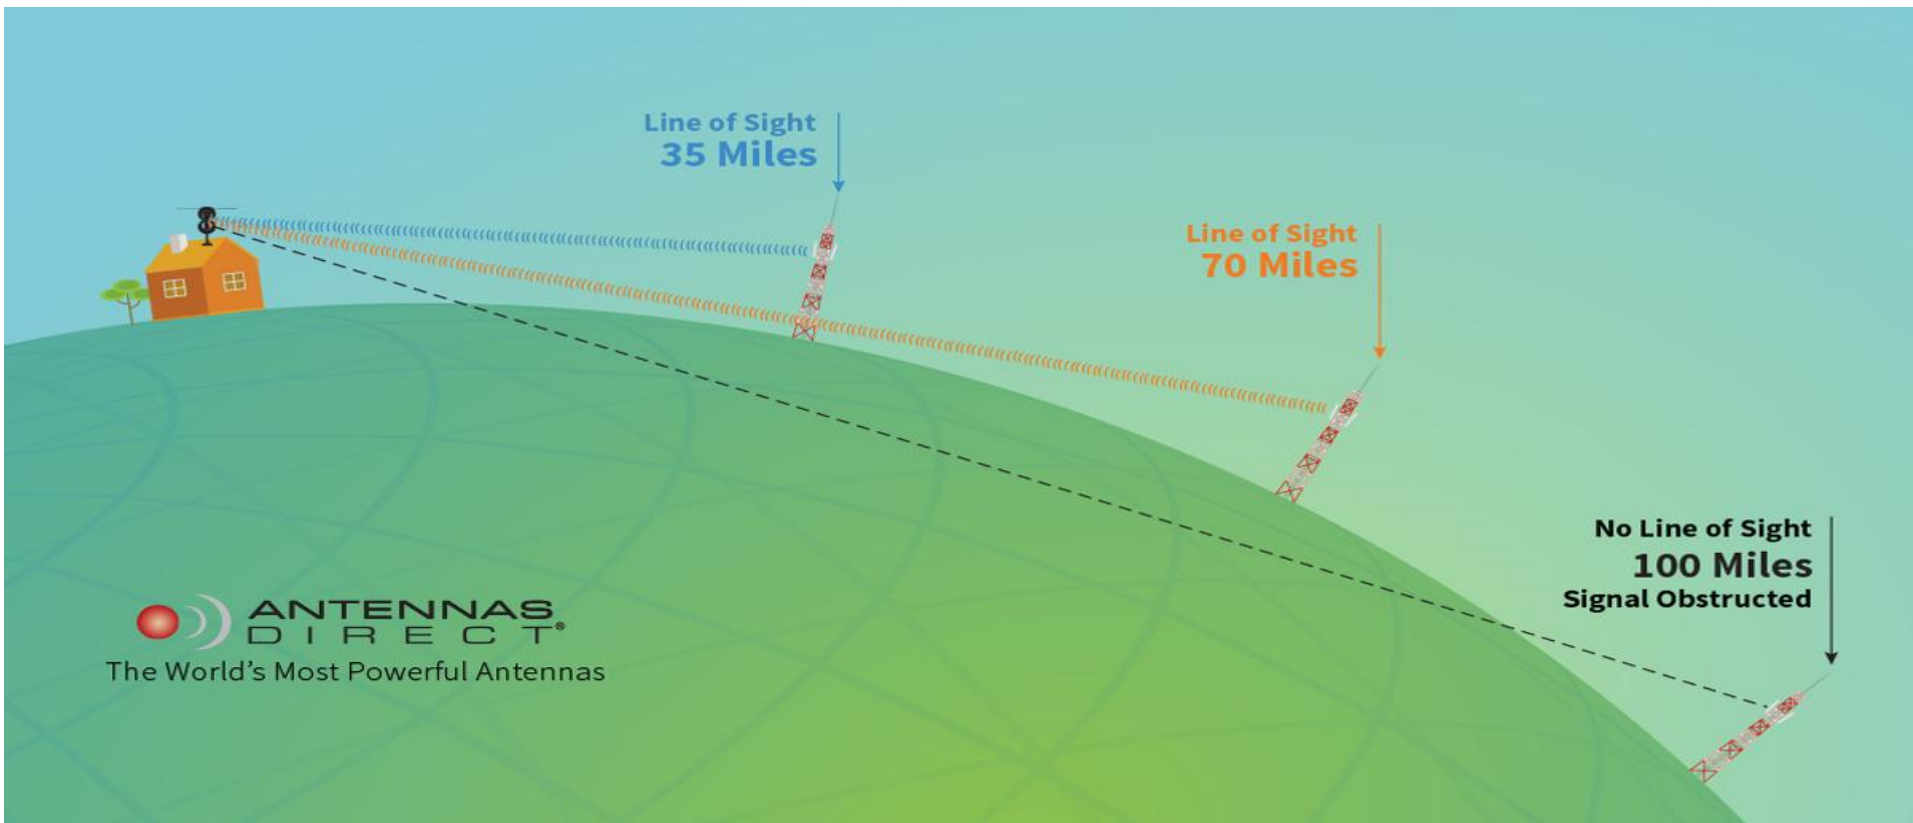 Line of Sight
35 Miles
Line of Sight
70 Miles
No Line of Sight
100 Miles
Signal Obstructed
ANTENNAS
DIRECT®
The World's Most Powerful Antennas